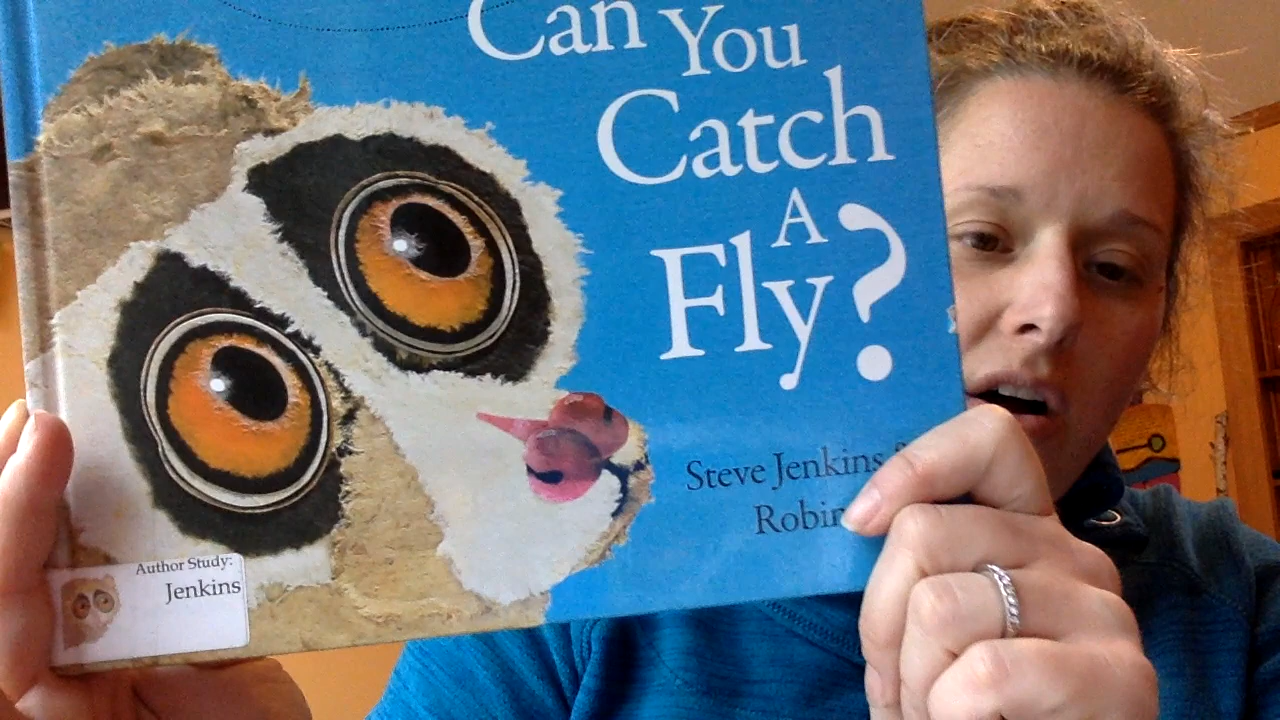 Can You
Catch
A
Fly?
Steve Jenkins
Robin
Author Study:
Jenkins